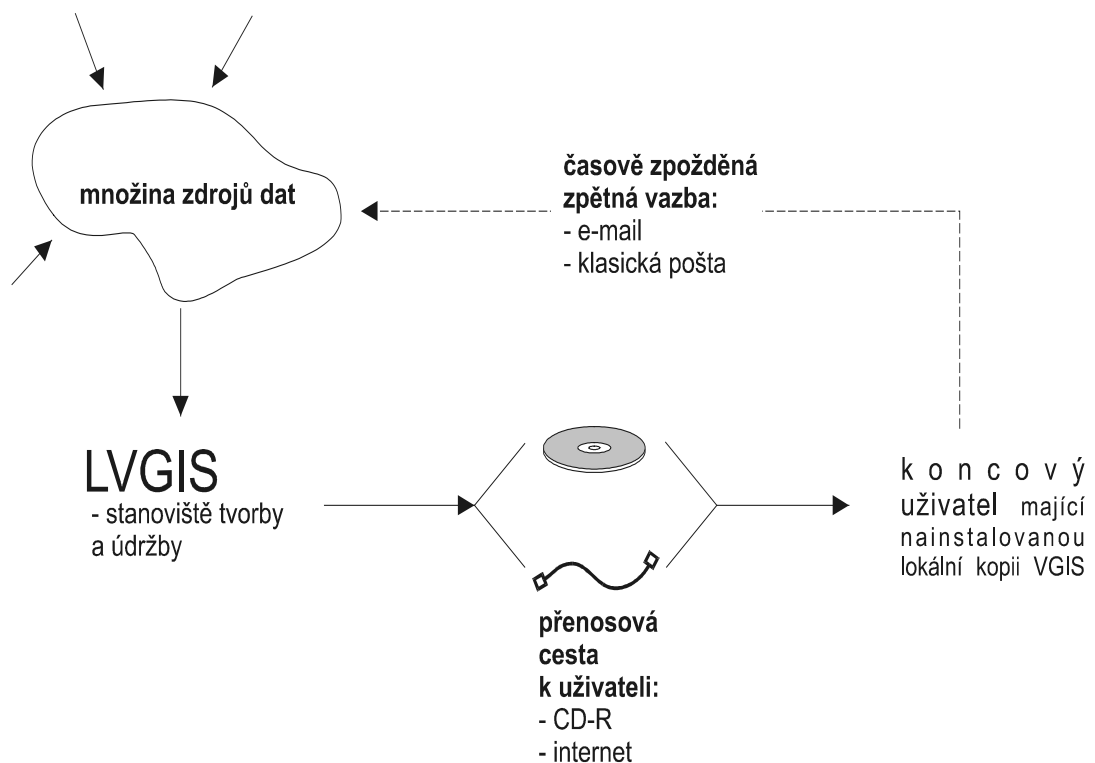 množina zdrojů dat
časově zpožděná
zpětná vazba:
- e-mail
- klasická pošta
LVGIS
- stanoviště tvorby
a údržby
koncový
uživatel mající
nainstalovanou
lokální kopii VGIS
přenosová
cesta
k uživateli:
- CD-R
- internet